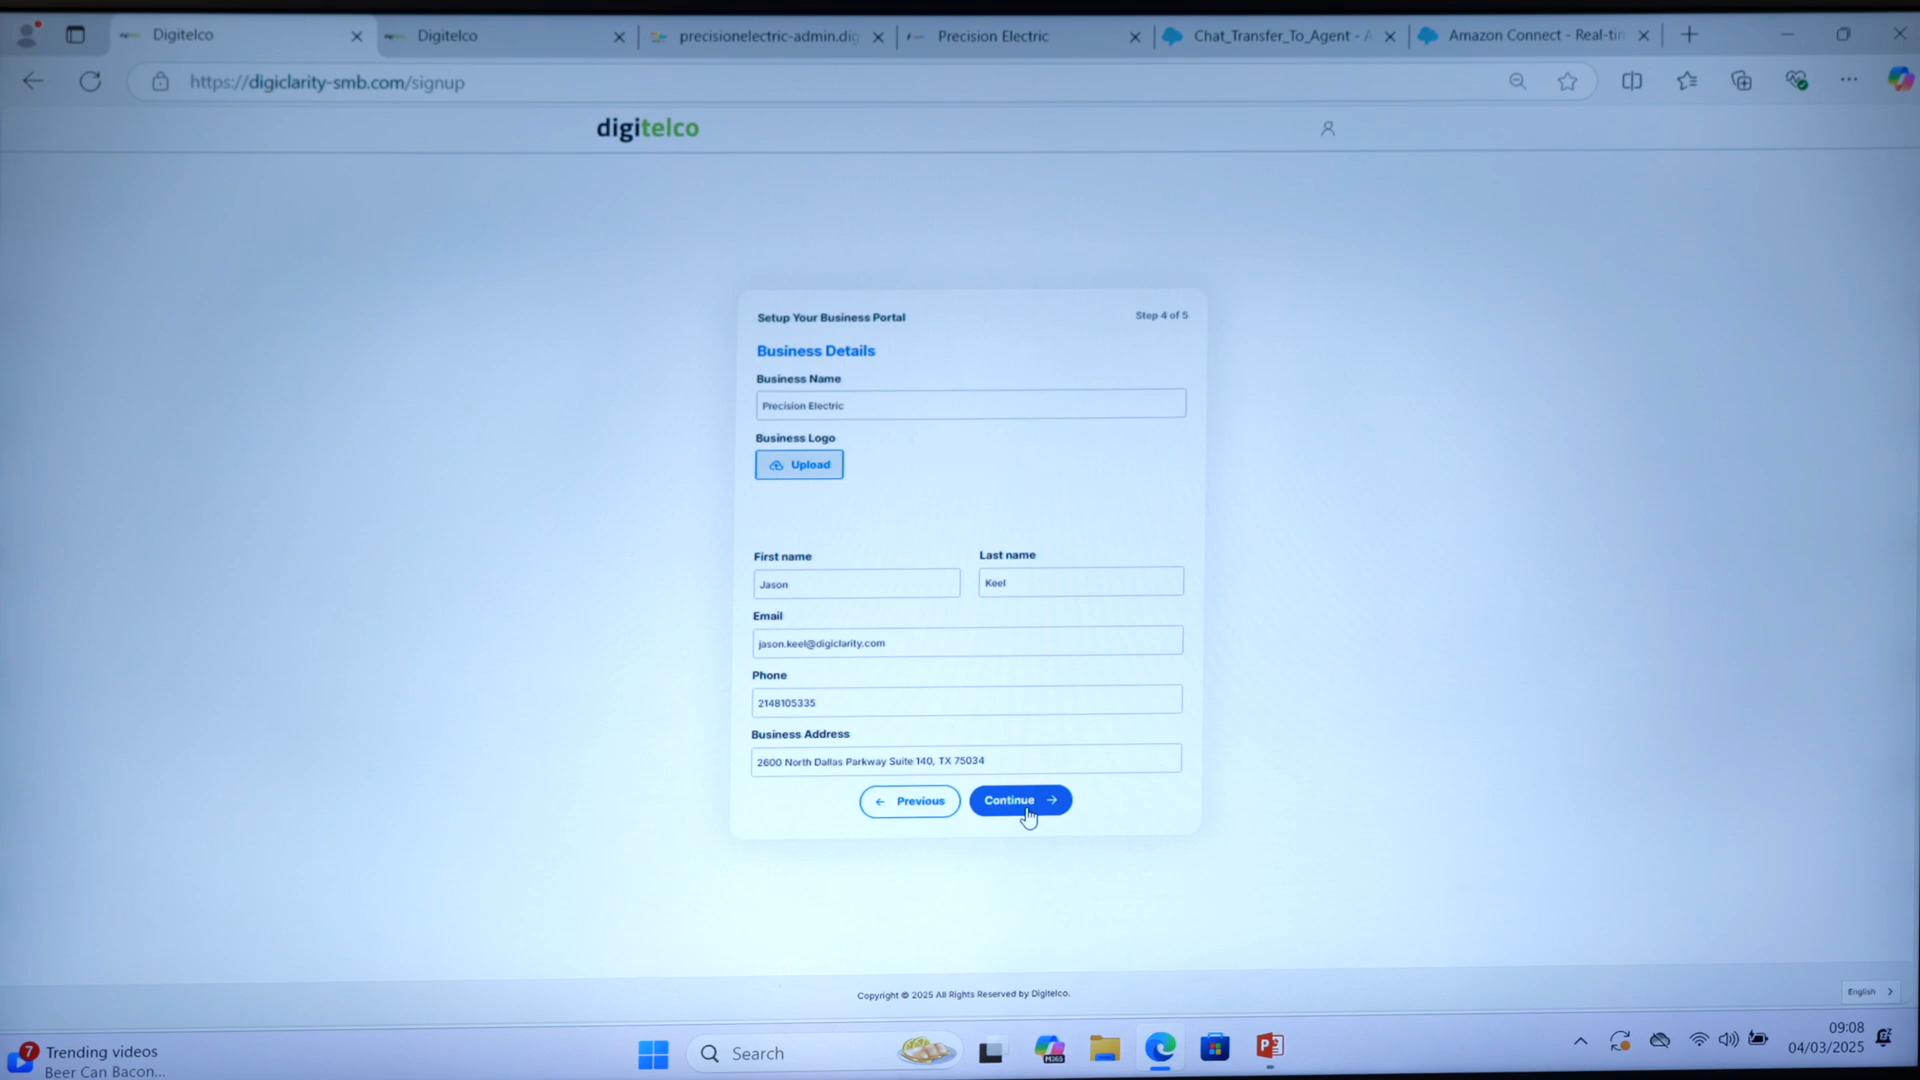 Digitelco
Digitelco
precisionelectric-admin.dig
Precision Electric
Chat_Transfer_To_Agent - A
Amazon Connect - Real-tin
https://digiclarity-smb.com/signup
digitelco
Setup Your Business Portal
Step 4 of 5
Business Details
Business Name
Precision Electric
Business Logo
Upload
First name
Last name
Jason
Keel
Email
jason.keel@digiclarity.com
Phone
2148105335
Business Address
2600 North Dallas Parkway Suite 140, TX 75034
Previous
Continue
Copyright © 2025 All Rights Reserved by Digitelco.
English
7
Trending videos
Beer Can Bacon...
Search
M365
P
09:08
04/03/2025